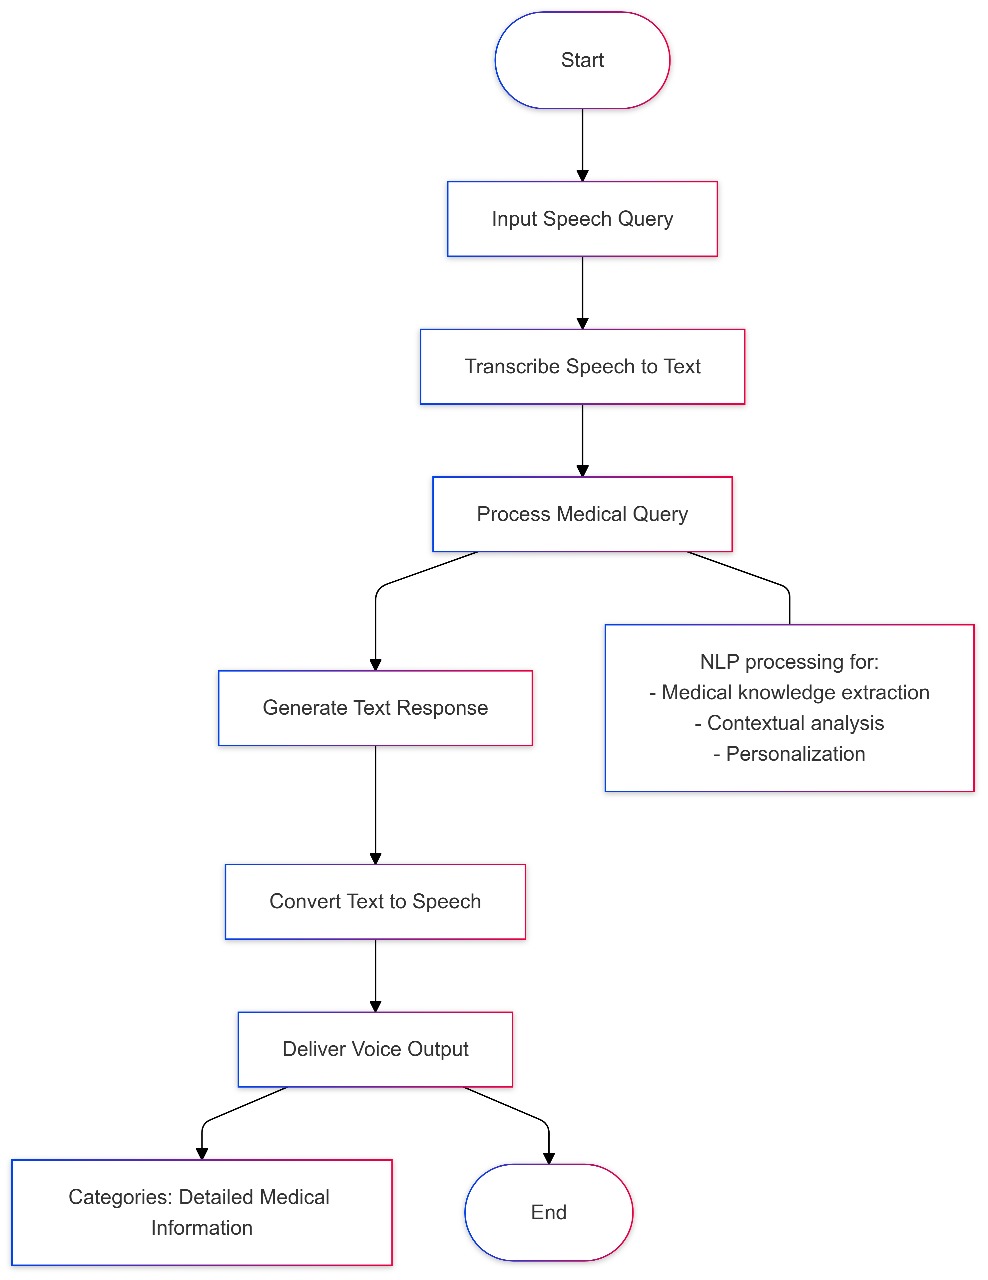 Start
Input Speech Query
Transcribe Speech to Text
Process Medical Query
NLP processing for:
- Medical knowledge extraction
- Contextual analysis
- Personalization
Generate Text Response
Convert Text to Speech
Deliver Voice Output
Categories: Detailed Medical
Information
End